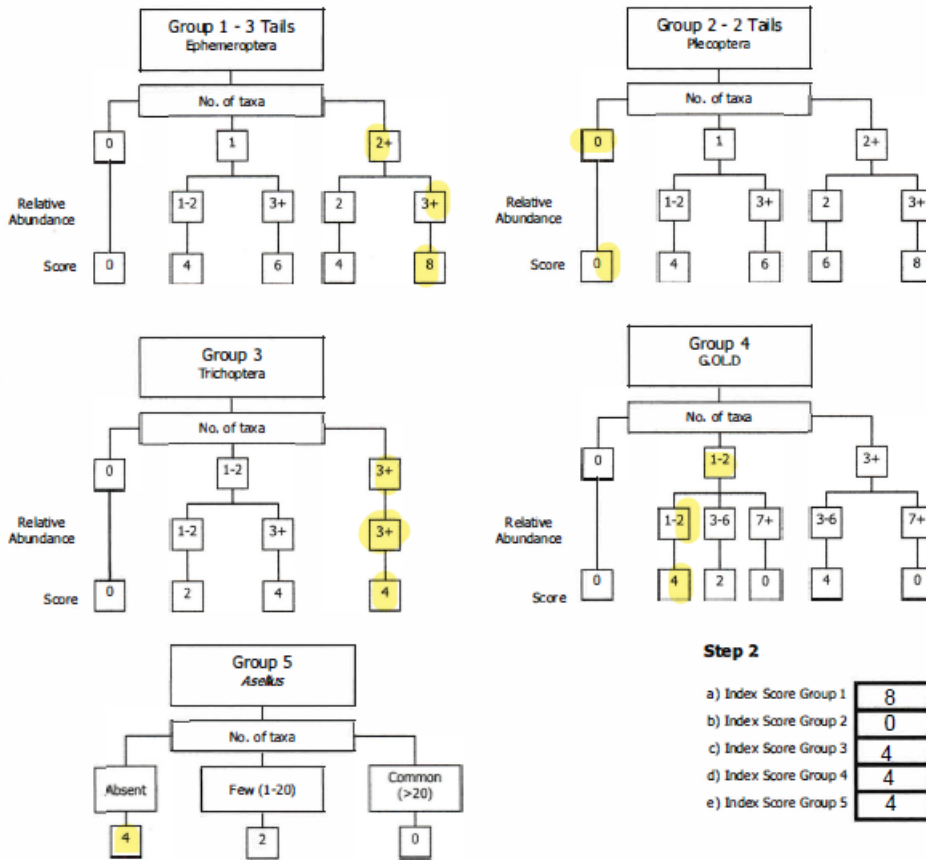 Group 1 - 3 Tails
Ephemeroptera
No. of taxa
0 1 2+
Relative Abundance
1-2 3+ 2 3+
Score
0 4 6 4 8
Group 2 - 2 Tails
Plecoptera
No. of taxa
0 1 2+
Relative Abundance
1-2 3+ 2 3+
Score
0 4 6 6 8
Group 3
Trichoptera
No. of taxa
0 1-2 3+
Relative Abundance
1-2 3+ 3+
Score
0 2 4 4
Group 4
G.OL.D
No. of taxa
0 1-2 3+
Relative Abundance
1-2 3-6 7+ 3-6 7+
Score
0 4 2 0 4 0
Group 5
Asellus
No. of taxa
Absent Few (1-20) Common (>20)
4 2 0
Step 2
a) Index Score Group 1 8
b) Index Score Group 2 0
c) Index Score Group 3 4
d) Index Score Group 4 4
e) Index Score Group 5 4